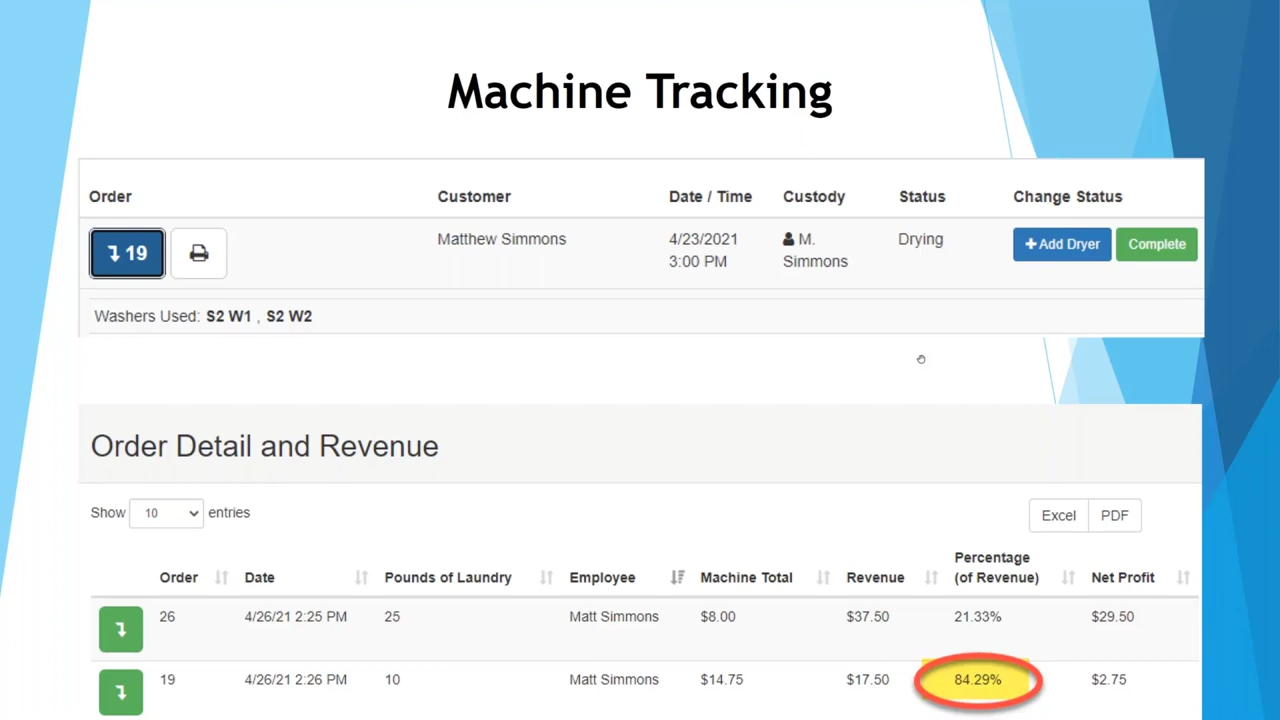 Machine Tracking
Order Customer Date / Time Custody Status Change Status
19 Matthew Simmons 4/23/2021 M. Drying Add Dryer Complete
3:00 PM Simmons
Washers Used: S2 W1 , S2 W2
Order Detail and Revenue
Show 10 entries Excel PDF
Percentage
Order Date Pounds of Laundry Employee Machine Total Revenue (of Revenue) Net Profit
26 4/26/21 2:25 PM 25 Matt Simmons $8.00 $37.50 21.33% $29.50
19 4/26/21 2:26 PM 10 Matt Simmons $14.75 $17.50 84.29% $2.75